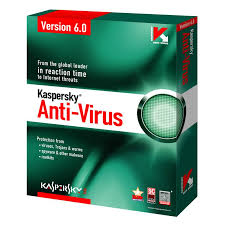 Version 6.0
From the global leader
in reaction time
to Internet threats
Kaspersky
Anti-Virus
Protection from
• viruses, Trojans & worms
• spyware & other malware
• rootkits
KASPERSKY